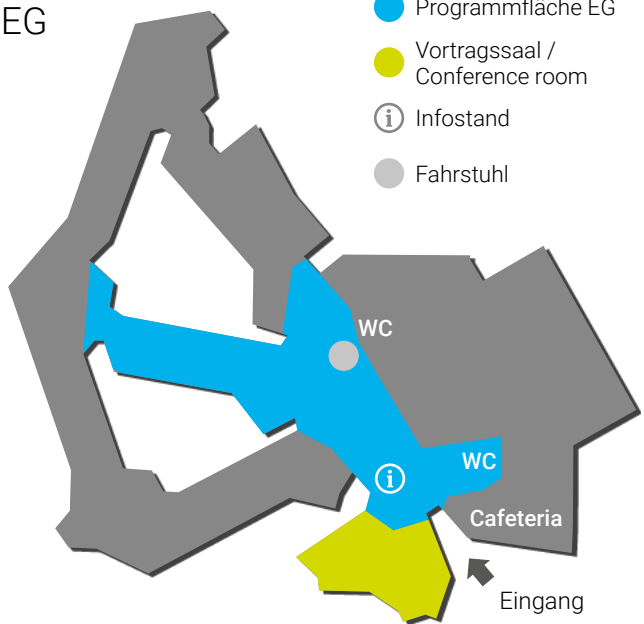 EG
Programmfläche EG
Vortragssaal /
Conference room
i Infostand
Fahrstuhl
WC
i
WC
Cafeteria
Eingang